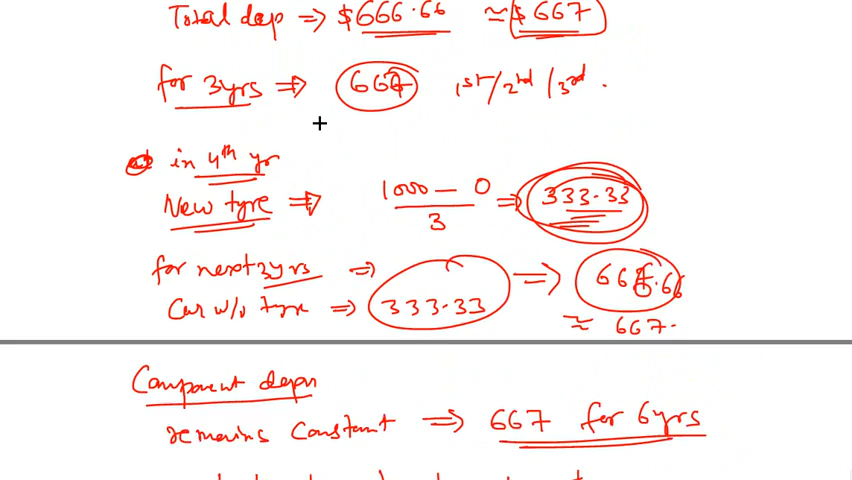 Total dep ⇒ $666.66 ≃ $667
for 3yrs ⇒ 667 1st/2nd/3rd.
in 4th yr
New tyre ⇒ 1000 - 0 / 3 ⇒ 333.33
for next 3yrs ⇒ ⇒ 666.66
Car w/o tyre ⇒ 333.33 ≈ 667.
Component depn
remains constant ⇒ 667 for 6yrs